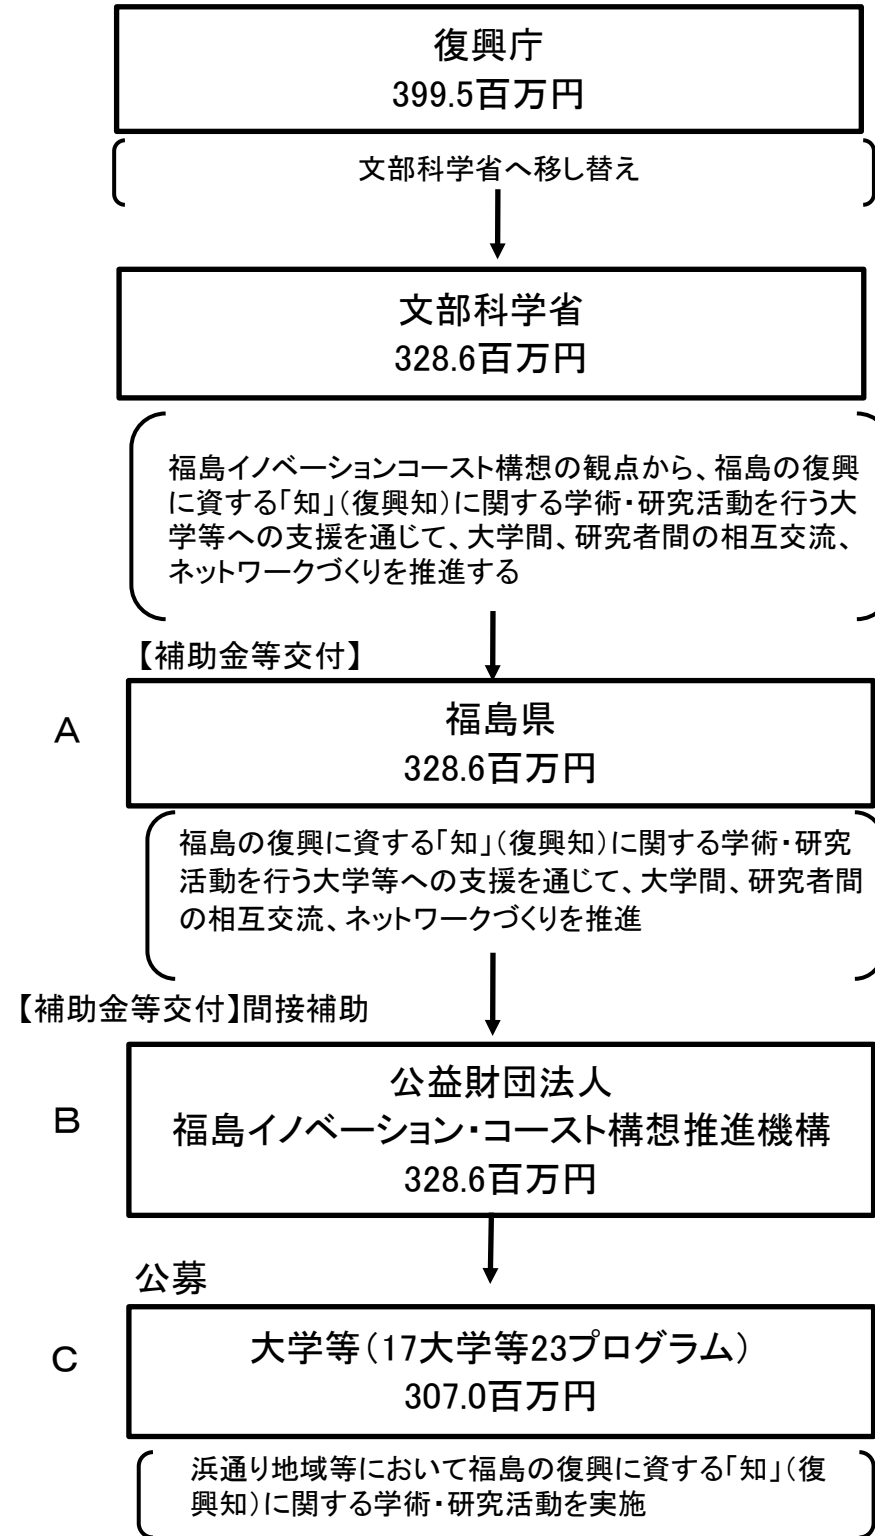 復興庁
399.5百万円
文部科学省へ移し替え
文部科学省
328.6百万円
福島イノベーションコースト構想の観点から、福島の復興
に資する「知」(復興知)に関する学術・研究活動を行う大
学等への支援を通じて、大学間、研究者間の相互交流、
ネットワークづくりを推進する
【補助金等交付】
A
福島県
328.6百万円
福島の復興に資する「知」(復興知)に関する学術・研究
活動を行う大学等への支援を通じて、大学間、研究者間
の相互交流、ネットワークづくりを推進
【補助金等交付】間接補助
B
公益財団法人
福島イノベーション・コースト構想推進機構
328.6百万円
公募
C
大学等(17大学等23プログラム)
307.0百万円
浜通り地域等において福島の復興に資する「知」(復
興知)に関する学術・研究活動を実施